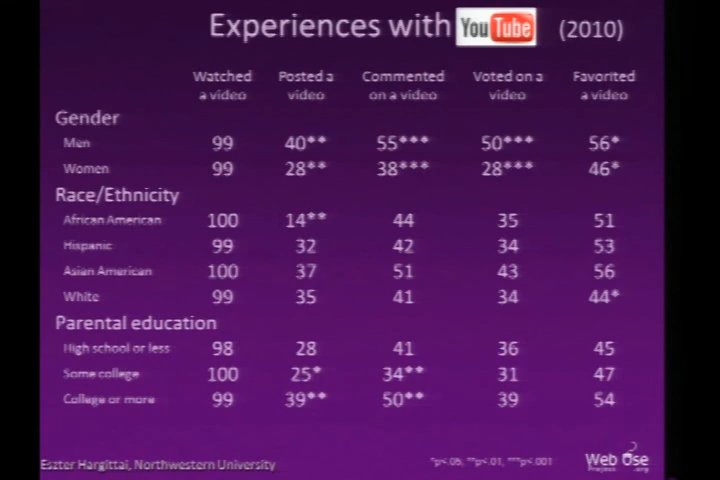 Experiences with YouTube (2010)
Watched a video Posted a video Commented on a video Voted on a video Favorited a video
Gender
Men 99 40** 55*** 50*** 56*
Women 99 28** 38*** 28*** 46*
Race/Ethnicity
African American 100 14** 44 35 51
Hispanic 99 32 42 34 53
Asian American 100 37 51 43 56
White 99 35 41 34 44*
Parental education
High school or less 98 28 41 36 45
Some college 100 25* 34** 31 47
College or more 99 39** 50** 39 54
Eszter Hargittai, Northwestern University
*p<.05, **p<.01, ***p<.001
Web Use
Project .org